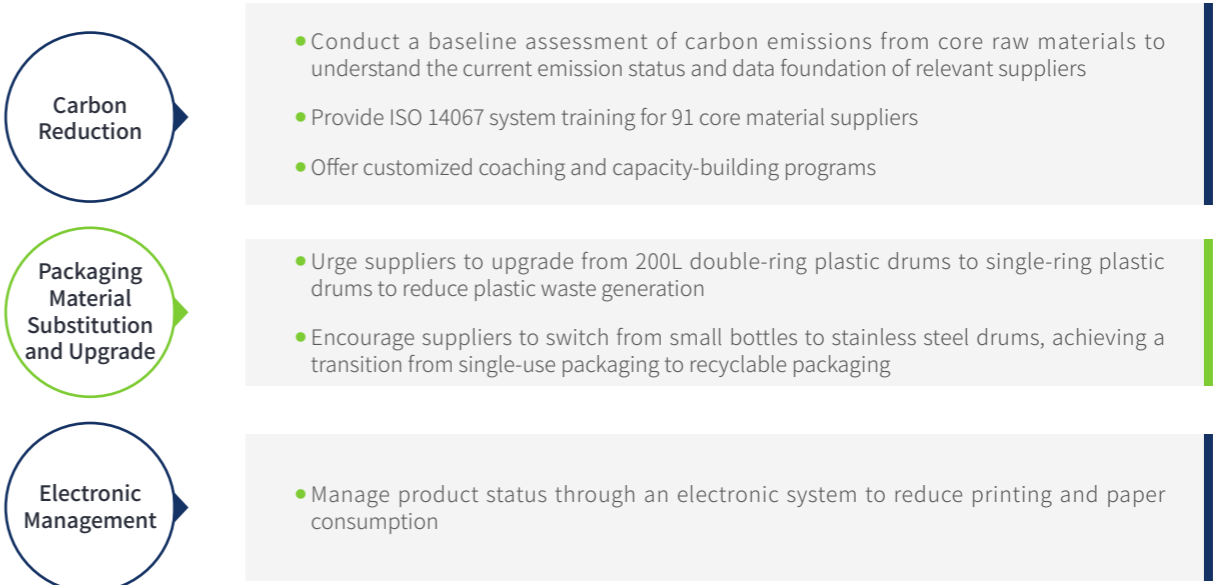 Carbon
Reduction
Conduct a baseline assessment of carbon emissions from core raw materials to
understand the current emission status and data foundation of relevant suppliers
Provide ISO 14067 system training for 91 core material suppliers
Offer customized coaching and capacity-building programs
Packaging
Material
Substitution
and Upgrade
Urge suppliers to upgrade from 200L double-ring plastic drums to single-ring plastic
drums to reduce plastic waste generation
Encourage suppliers to switch from small bottles to stainless steel drums, achieving a
transition from single-use packaging to recyclable packaging
Electronic
Management
Manage product status through an electronic system to reduce printing and paper
consumption